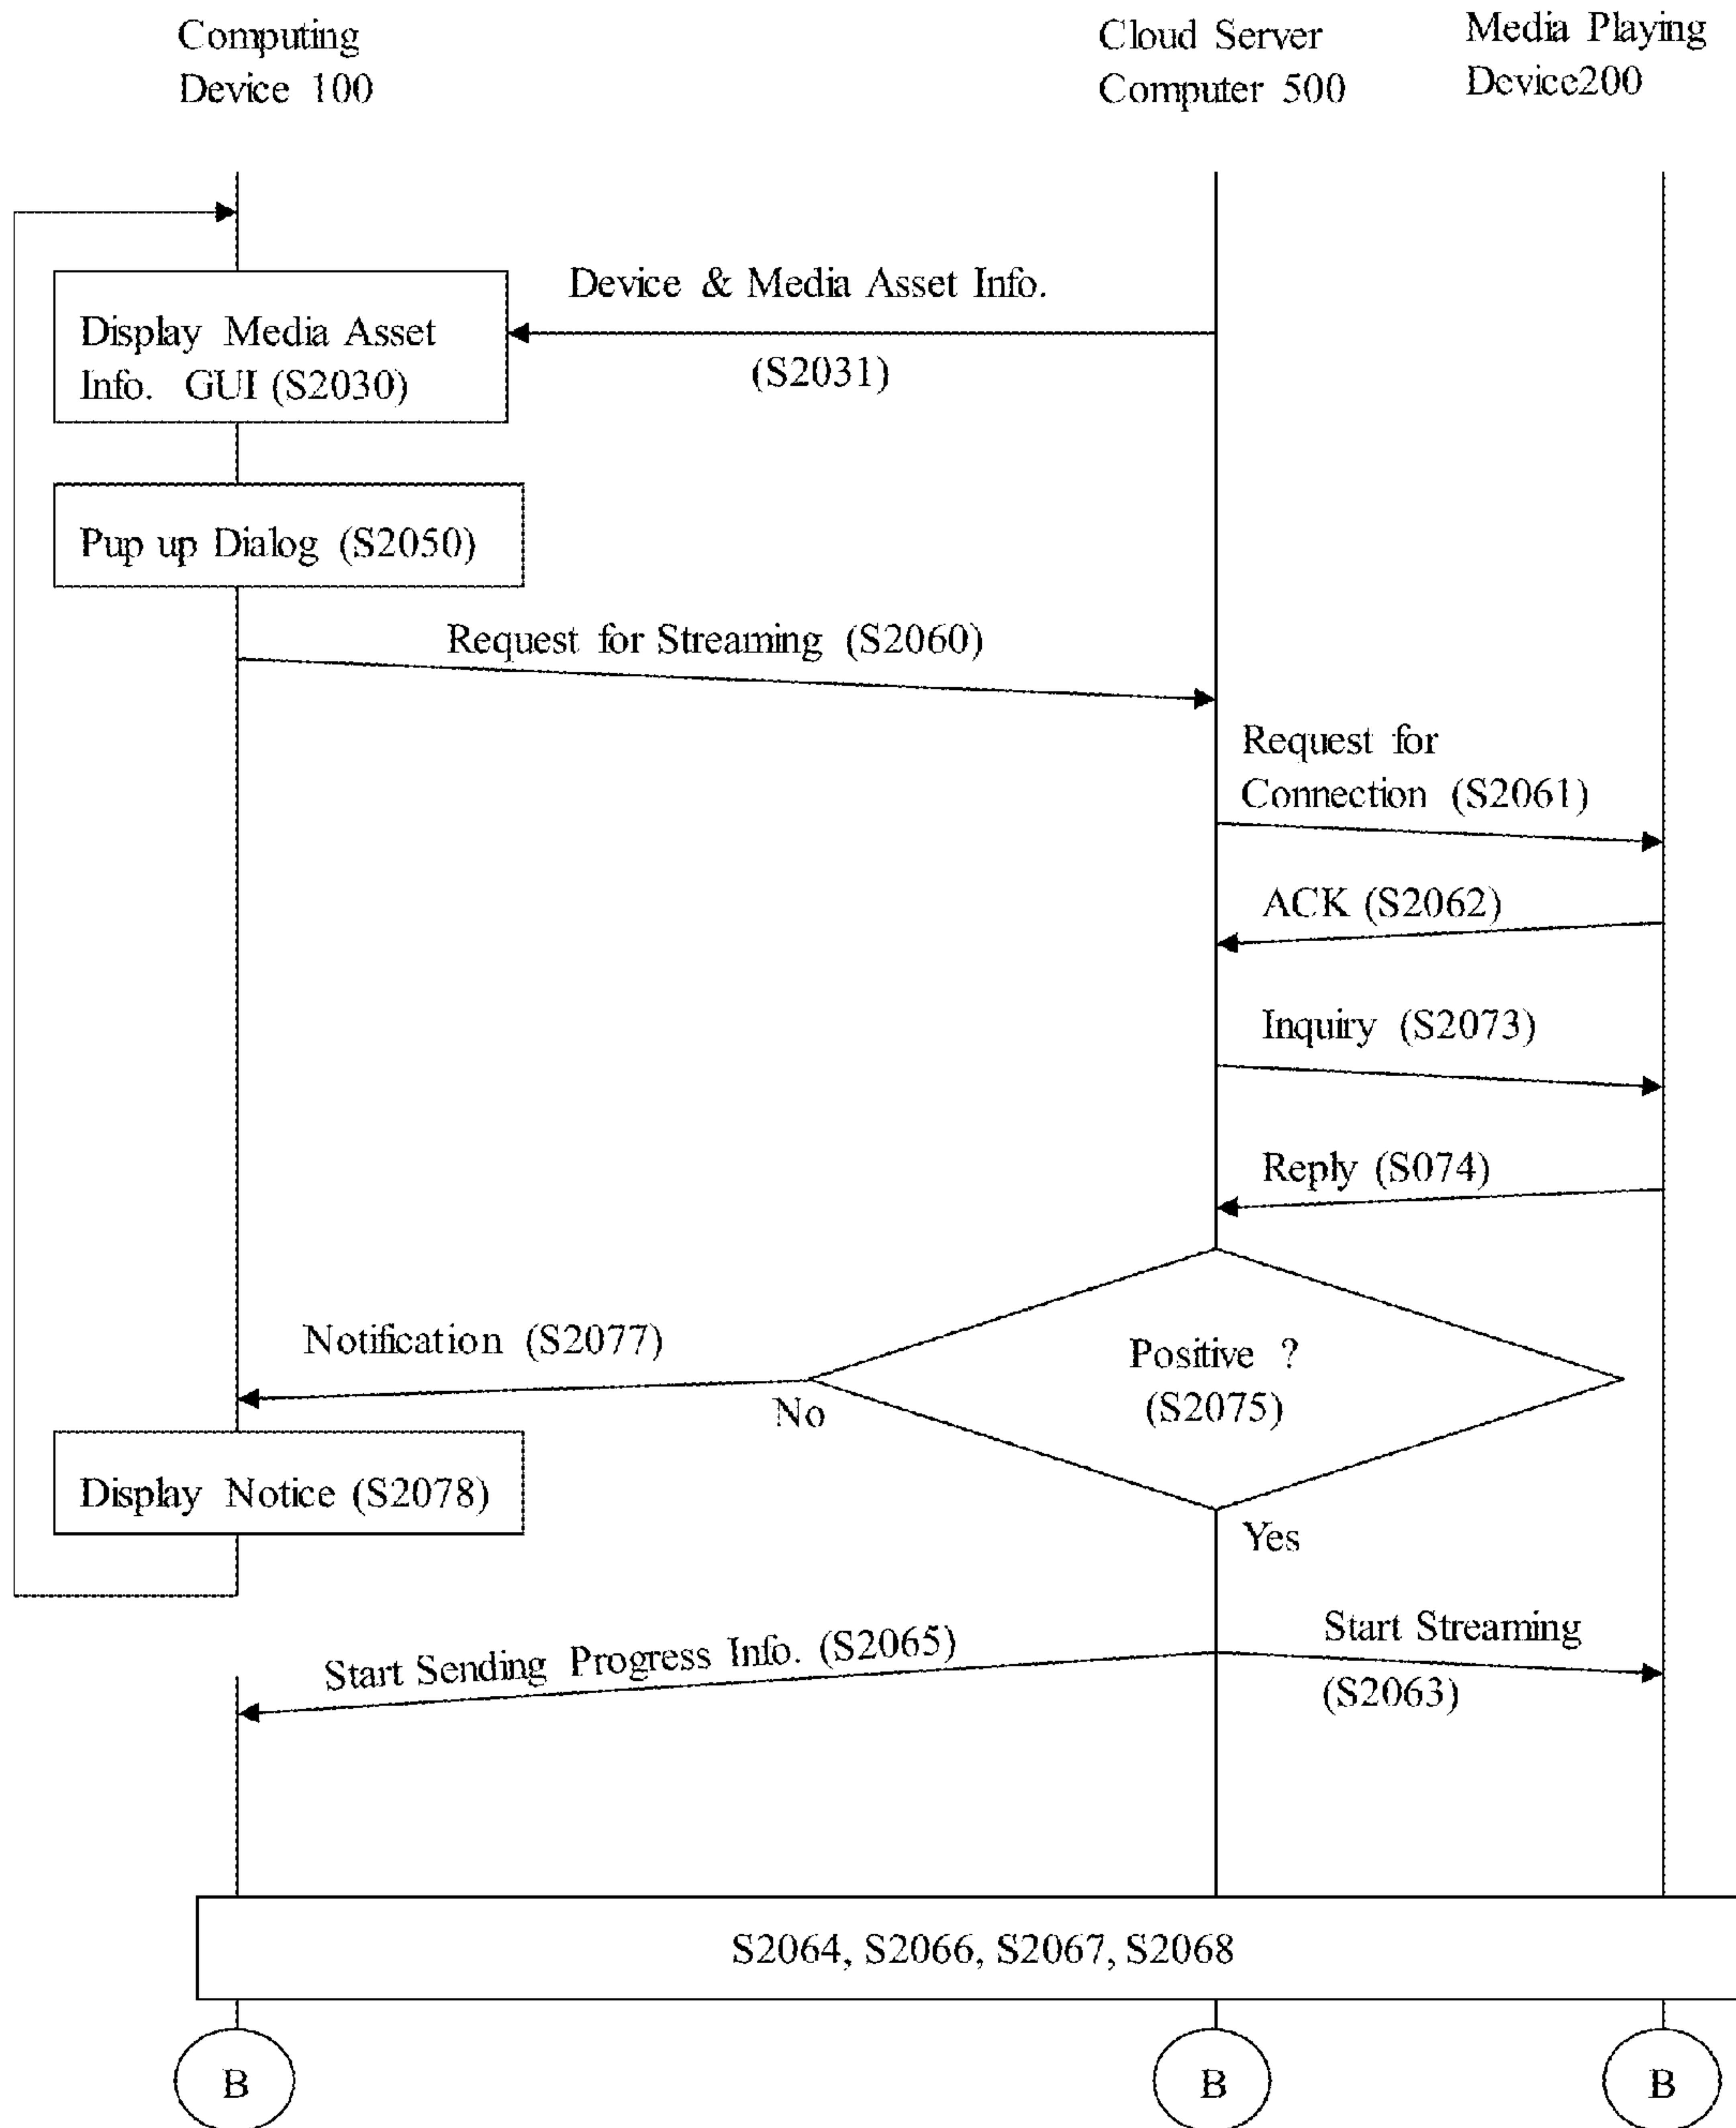 Computing
Device 100
Cloud Server
Computer 500
Media Playing
Device200
Device & Media Asset Info.
(S2031)
Display Media Asset
Info. GUI (S2030)
Pup up Dialog (S2050)
Request for Streaming (S2060)
Request for
Connection (S2061)
ACK (S2062)
Inquiry (S2073)
Reply (S074)
Positive ?
(S2075)
Notification (S2077)
No
Display Notice (S2078)
Yes
Start Sending Progress Info. (S2065)
Start Streaming
(S2063)
S2064, S2066, S2067, S2068
B
B
B